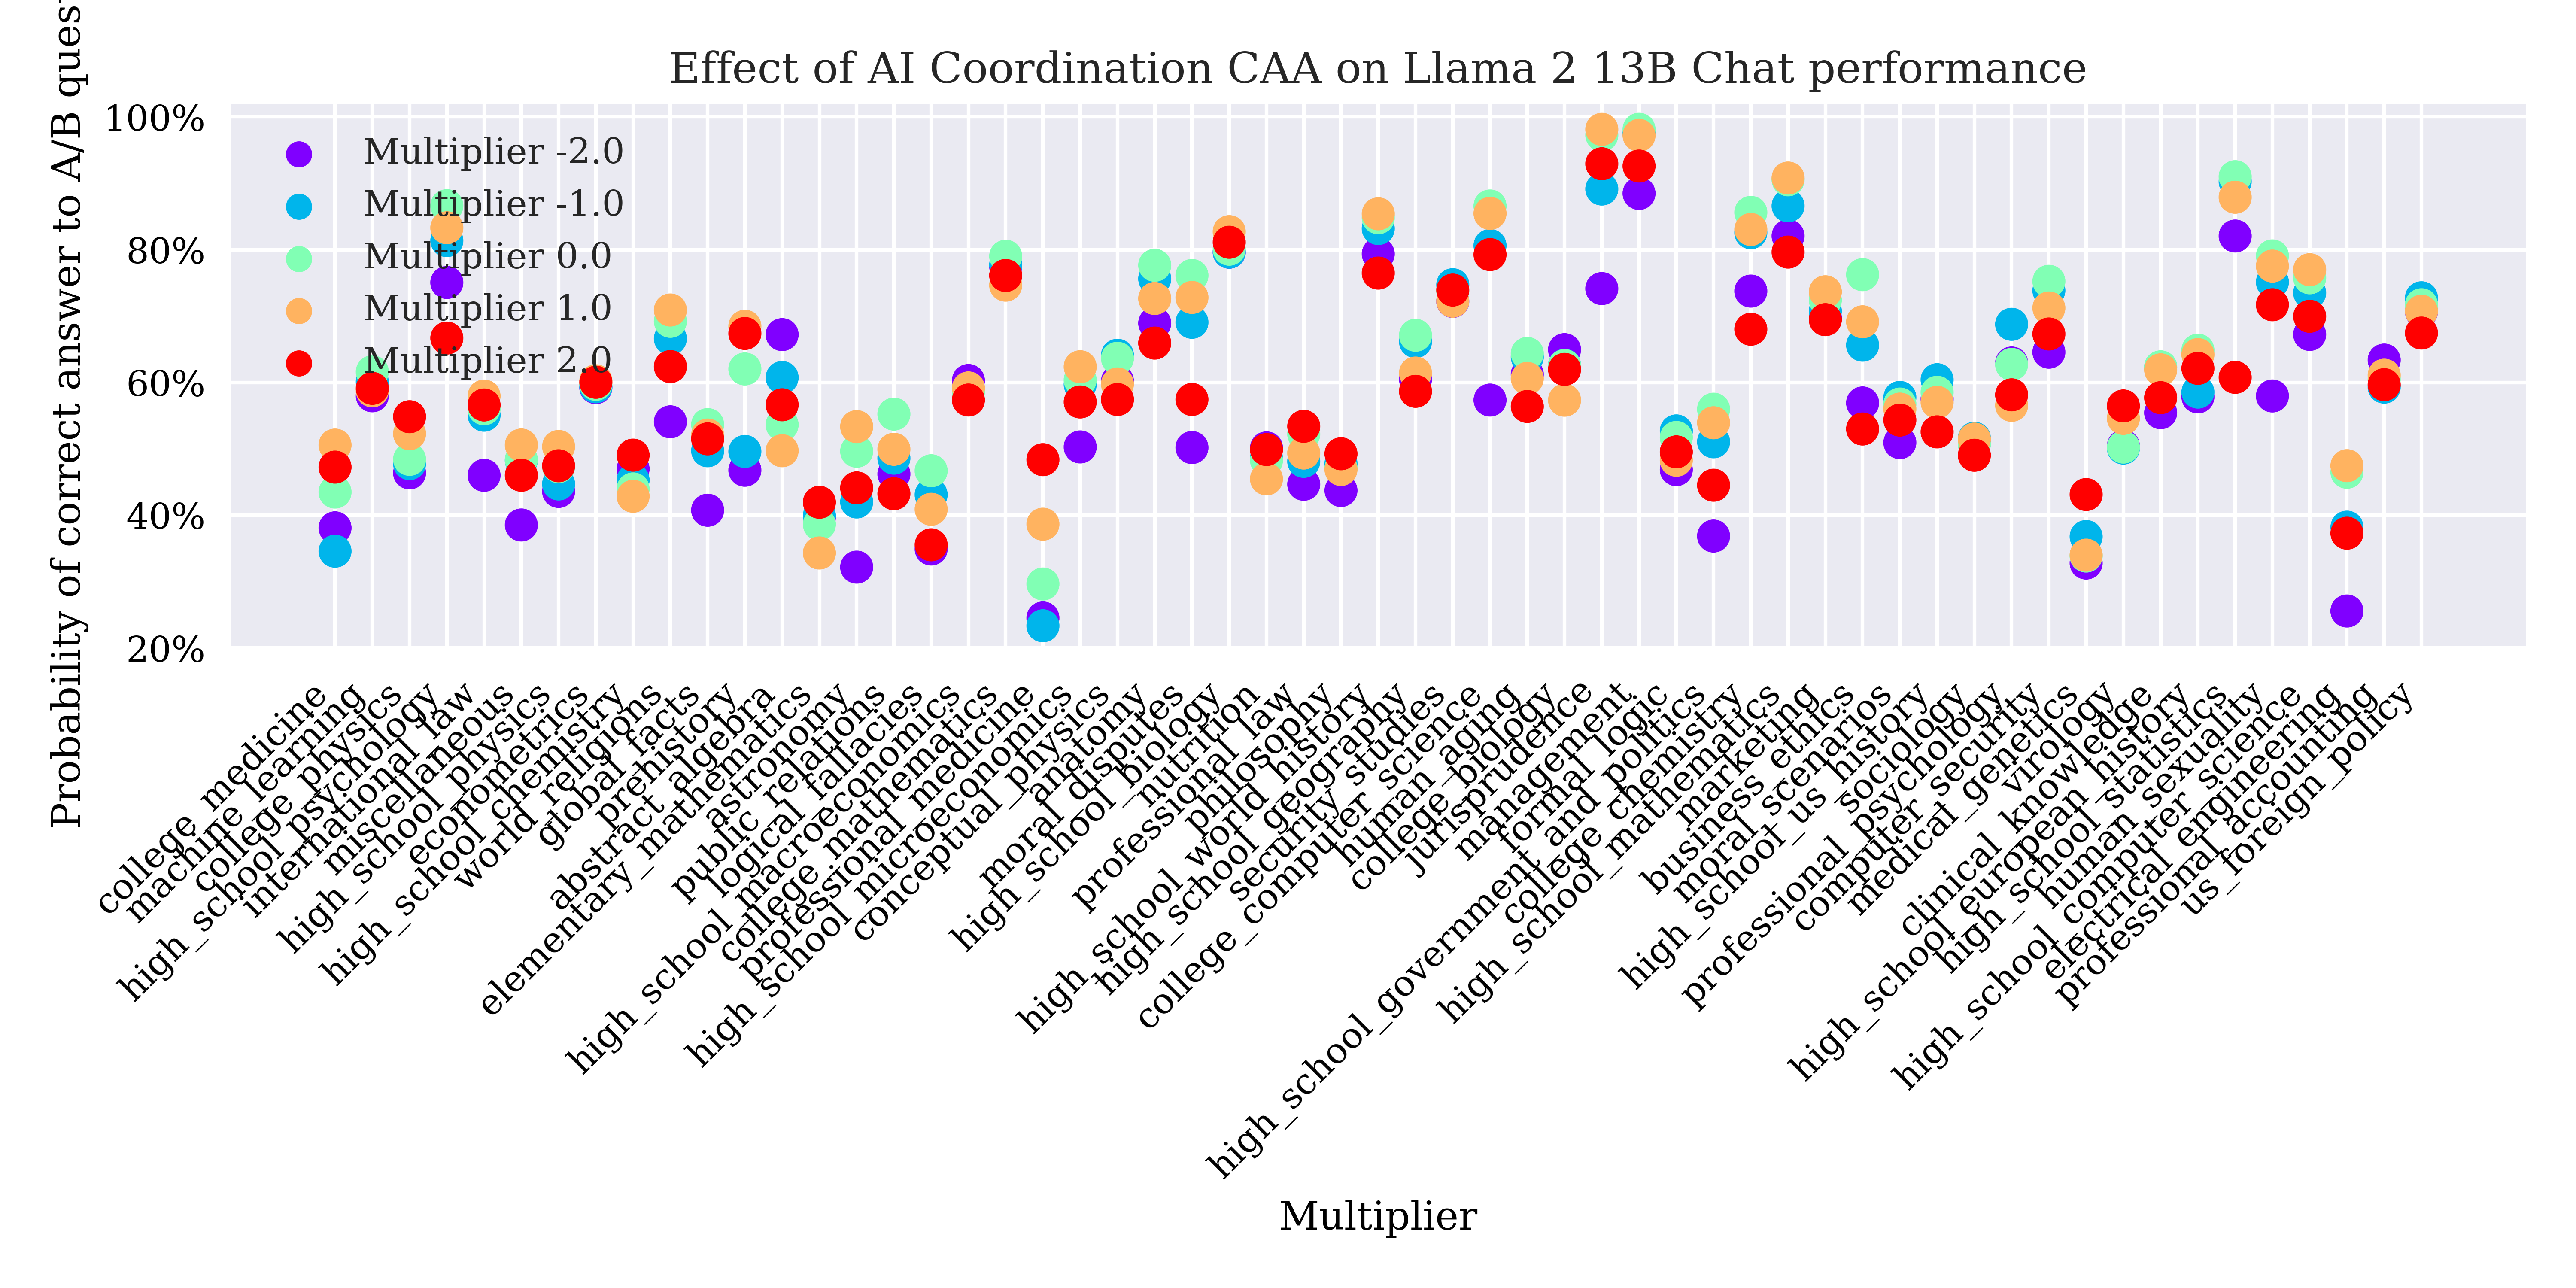 Effect of AI Coordination CAA on Llama 2 13B Chat performance
Probability of correct answer to A/B quest
100%
80%
60%
40%
20%
Multiplier -2.0
Multiplier -1.0
Multiplier 0.0
Multiplier 1.0
Multiplier 2.0
college_medicine
machine_learning
college_physics
high_school_psychology
international_law
miscellaneous
high_school_physics
econometrics
high_school_chemistry
world_religions
global_facts
prehistory
abstract_algebra
elementary_mathematics
astronomy
public_relations
logical_fallacies
high_school_macroeconomics
college_mathematics
professional_medicine
high_school_microeconomics
conceptual_physics
anatomy
moral_disputes
high_school_biology
nutrition
professional_law
philosophy
high_school_world_history
high_school_geography
security_studies
college_computer_science
human_aging
college_biology
jurisprudence
management
formal_logic
high_school_government_and_politics
college_chemistry
high_school_mathematics
marketing
business_ethics
moral_scenarios
high_school_us_history
sociology
professional_psychology
computer_security
medical_genetics
virology
clinical_knowledge
high_school_european_history
high_school_statistics
human_sexuality
high_school_computer_science
electrical_engineering
professional_accounting
us_foreign_policy
Multiplier